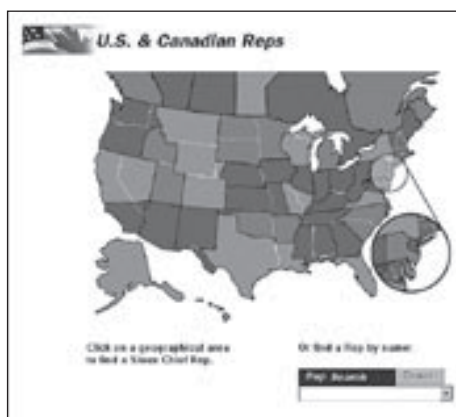 U.S. & Canadian Reps
Click on a geographical area
to find a Sioux Chief Rep.
Or find a Rep by name:
Rep Search